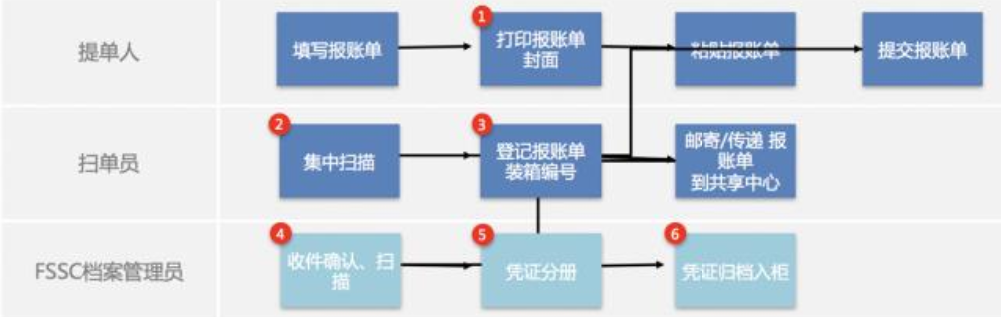 提单人
填写报账单
1
打印报账单
封面
粘贴报账单
提交报账单
扫单员
2
集中扫描
3
登记报账单
装箱编号
邮寄/传递 报
账单
到共享中心
FSSC档案管理员
4
收件确认、扫
描
5
凭证分册
6
凭证归档入柜